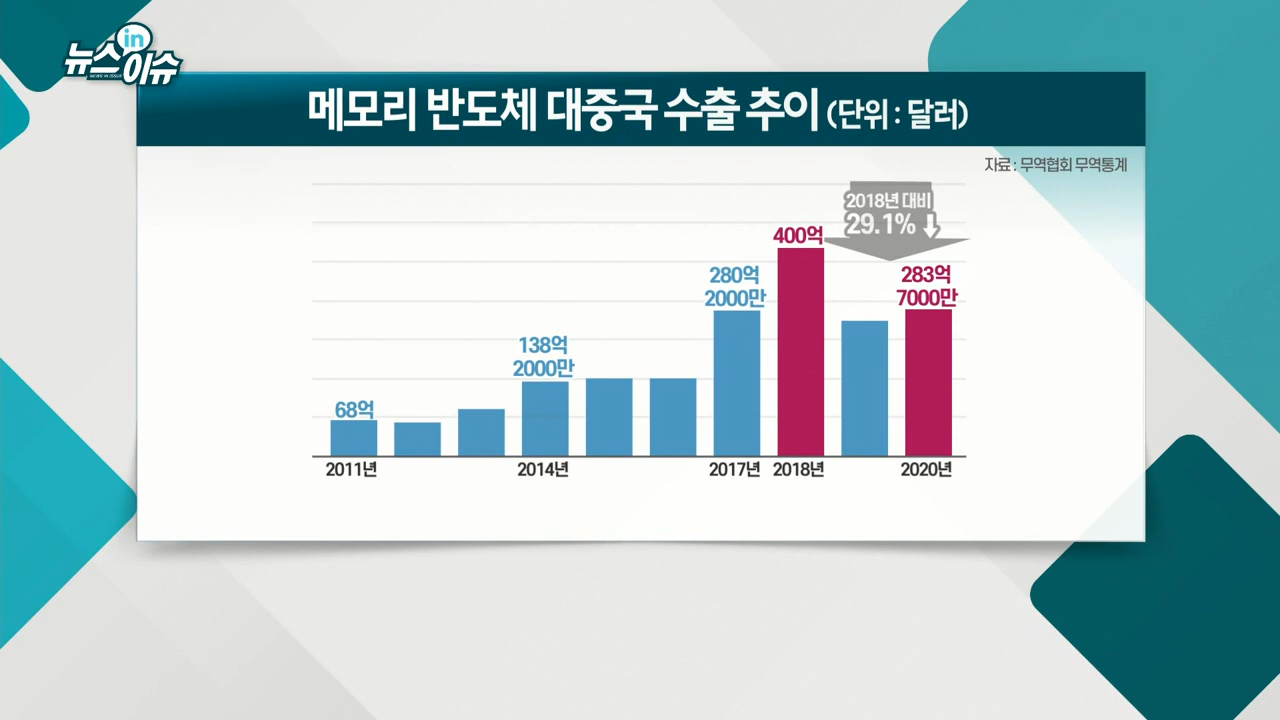 뉴스in이슈
NEWS IN ISSUE
메모리 반도체 대중국 수출 추이 (단위 : 달러)
자료 : 무역협회 무역통계
2018년 대비
29.1%
400억
280억
2000만
283억
7000만
138억
2000만
68억
2011년 2014년 2017년 2018년 2020년